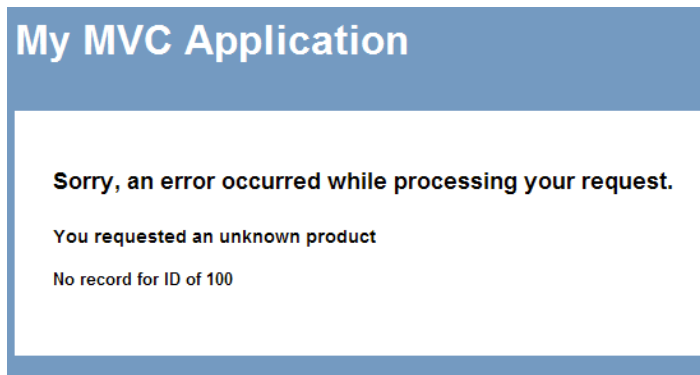 My MVC Application
Sorry, an error occurred while processing your request.
You requested an unknown product
No record for ID of 100